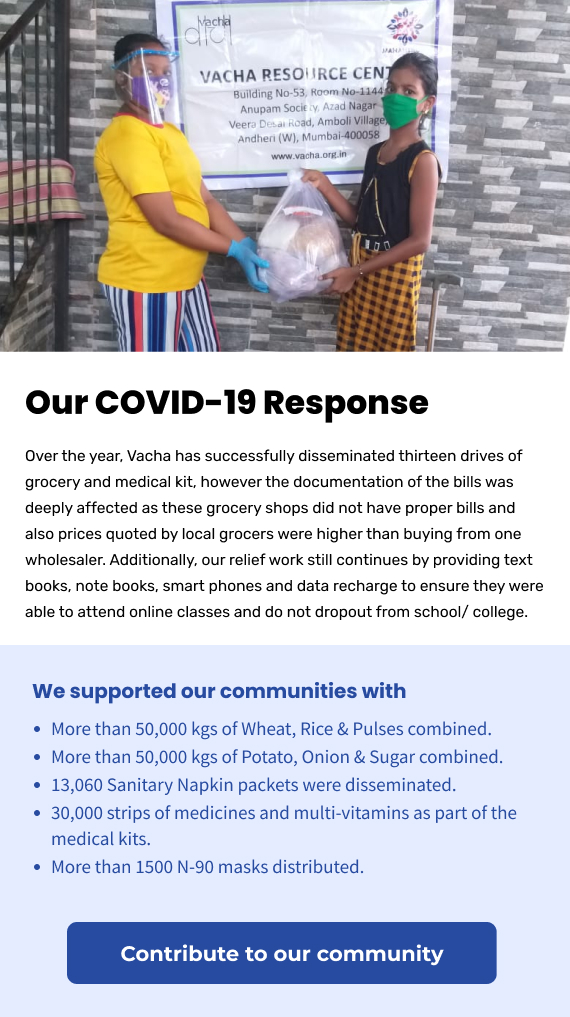 vacha
VACHA RESOURCE CENT
Building No-53, Room No-1144
Anupam Society, Azad Nagar
Veera Desai Road, Amboli Village,
Andheri (W), Mumbai-400058
www.vacha.org.in
Our COVID-19 Response
Over the year, Vacha has successfully disseminated thirteen drives of
grocery and medical kit, however the documentation of the bills was
deeply affected as these grocery shops did not have proper bills and
also prices quoted by local grocers were higher than buying from one
wholesaler. Additionally, our relief work still continues by providing text
books, note books, smart phones and data recharge to ensure they were
able to attend online classes and do not dropout from school/ college.
We supported our communities with
• More than 50,000 kgs of Wheat, Rice & Pulses combined.
• More than 50,000 kgs of Potato, Onion & Sugar combined.
• 13,060 Sanitary Napkin packets were disseminated.
• 30,000 strips of medicines and multi-vitamins as part of the
medical kits.
• More than 1500 N-90 masks distributed.
Contribute to our community